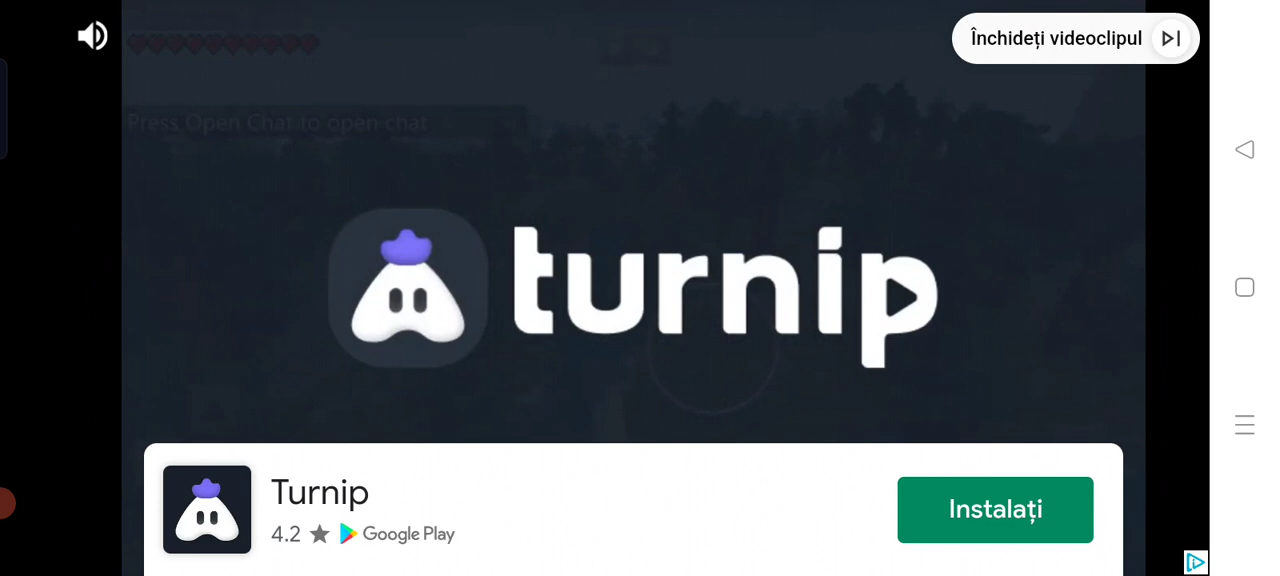 Închideți videoclipul
Press Open Chat to open chat
turnip
Turnip
4.2
Google Play
Instalați